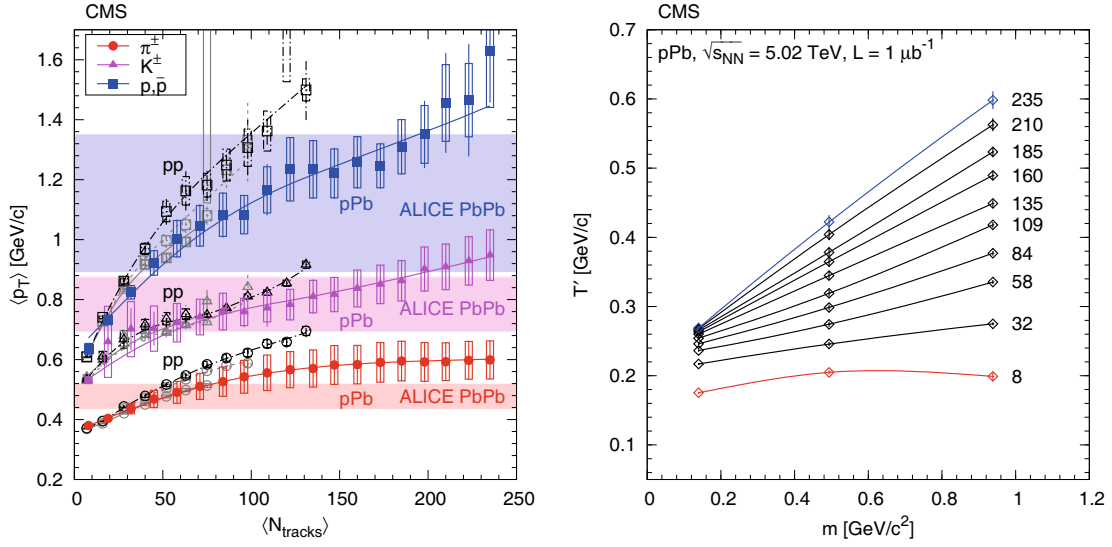 CMS
π±
K±
p,p̄
pp
pp
pp
pPb
pPb
pPb
ALICE PbPb
ALICE PbPb
ALICE PbPb
⟨pT⟩ [GeV/c]
1.6
1.4
1.2
1
0.8
0.6
0.4
0.2
0 50 100 150 200 250
⟨Ntracks⟩
CMS
pPb, √sNN = 5.02 TeV, L = 1 μb-1
T′ [GeV/c]
0.7
0.6
0.5
0.4
0.3
0.2
0.1
235
210
185
160
135
109
84
58
32
8
0 0.2 0.4 0.6 0.8 1 1.2
m [GeV/c2]